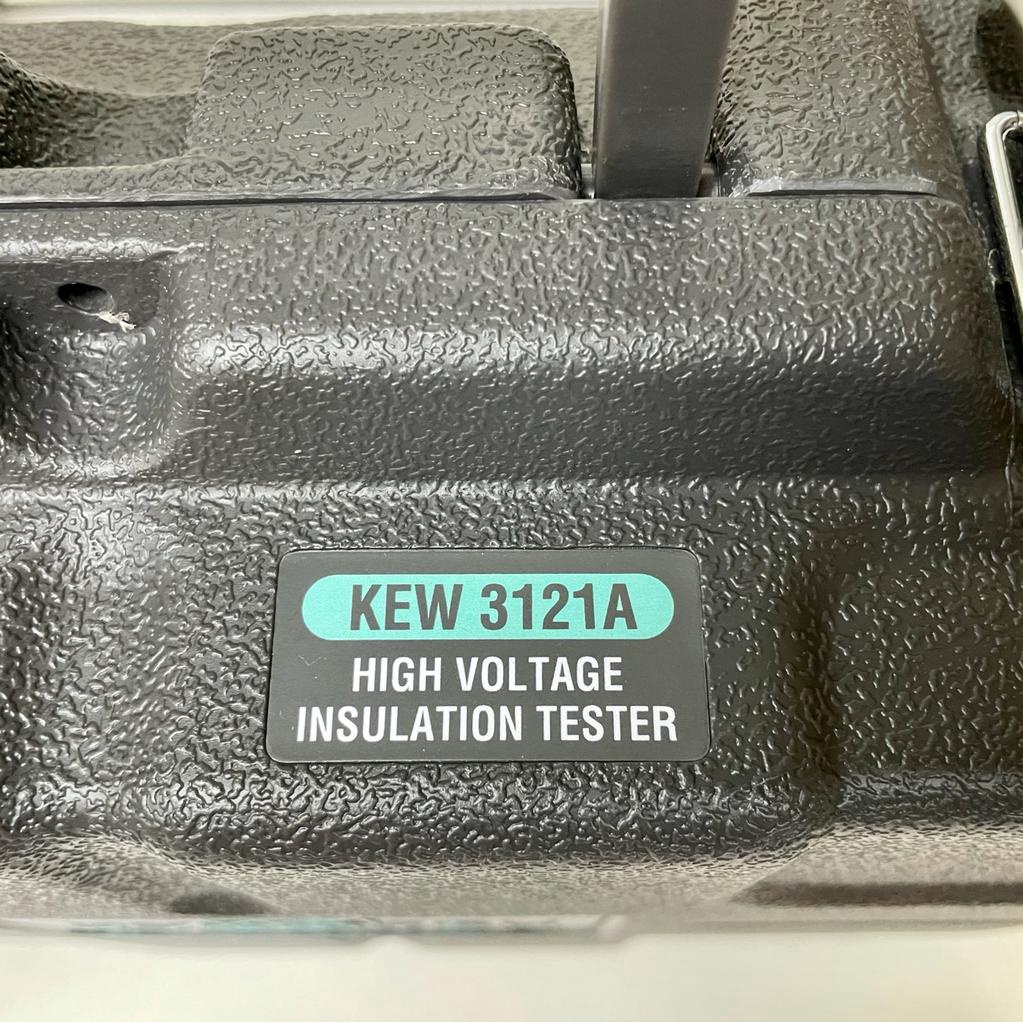 KEW 3121A
HIGH VOLTAGE
INSULATION TESTER